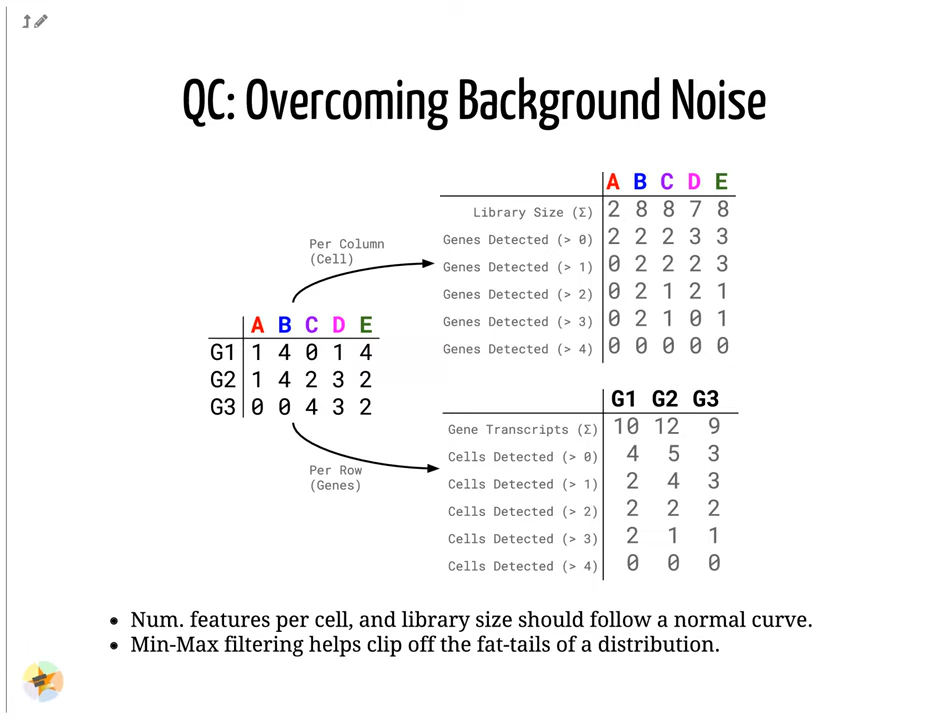 QC: Overcoming Background Noise
A B C D E
Library Size (Σ) 2 8 8 7 8
Genes Detected (> 0) 2 2 2 3 3
Genes Detected (> 1) 0 2 2 2 3
Genes Detected (> 2) 0 2 1 2 1
Genes Detected (> 3) 0 2 1 0 1
Genes Detected (> 4) 0 0 0 0 0
Per Column
(Cell)
A B C D E
G1 1 4 0 1 4
G2 1 4 2 3 2
G3 0 0 4 3 2
Per Row
(Genes)
G1 G2 G3
Gene Transcripts (Σ) 10 12 9
Cells Detected (> 0) 4 5 3
Cells Detected (> 1) 2 4 3
Cells Detected (> 2) 2 2 2
Cells Detected (> 3) 2 1 1
Cells Detected (> 4) 0 0 0
• Num. features per cell, and library size should follow a normal curve.
• Min-Max filtering helps clip off the fat-tails of a distribution.